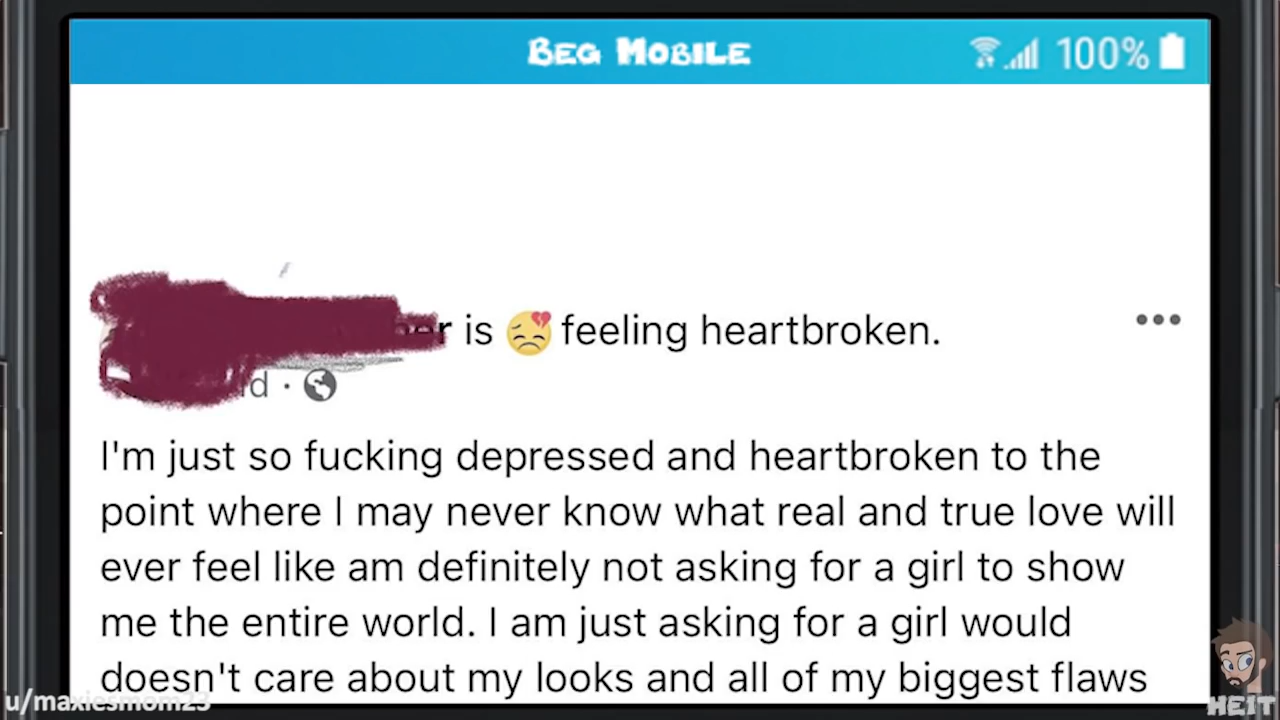 BEG MOBILE
100%
is 😞 feeling heartbroken.
d ·
I'm just so fucking depressed and heartbroken to the
point where I may never know what real and true love will
ever feel like am definitely not asking for a girl to show
me the entire world. I am just asking for a girl would
doesn't care about my looks and all of my biggest flaws
u/maxiesmom23
HEIT